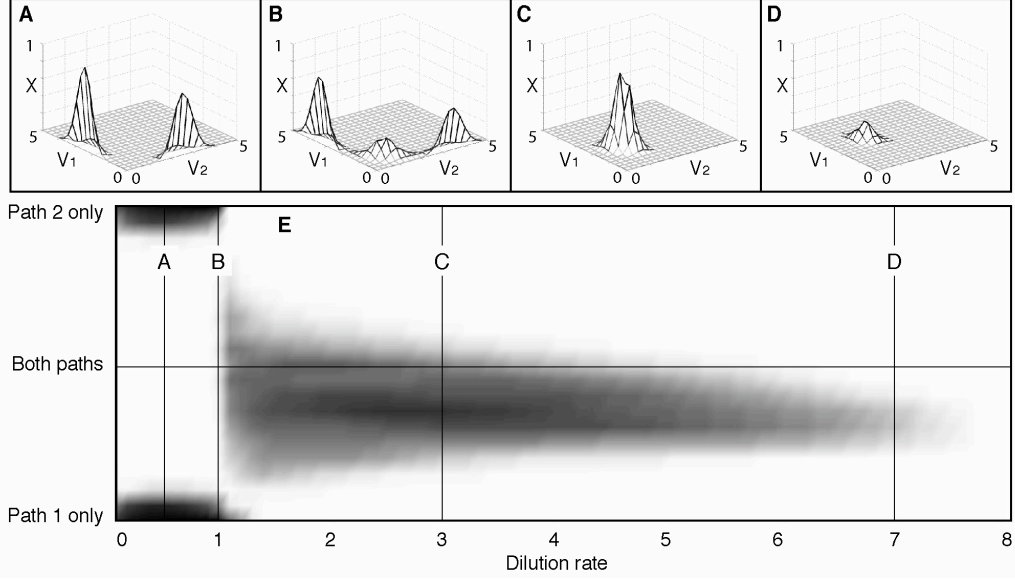 A B C D
1 1 1 1
X X X X
5 5 5 5 5 5 5 5
V1 V2 V1 V2 V1 V2 V1 V2
0 0 0 0 0 0 0 0
Path 2 only
E
A B C D
Both paths
Path 1 only
0 1 2 3 4 5 6 7 8
Dilution rate